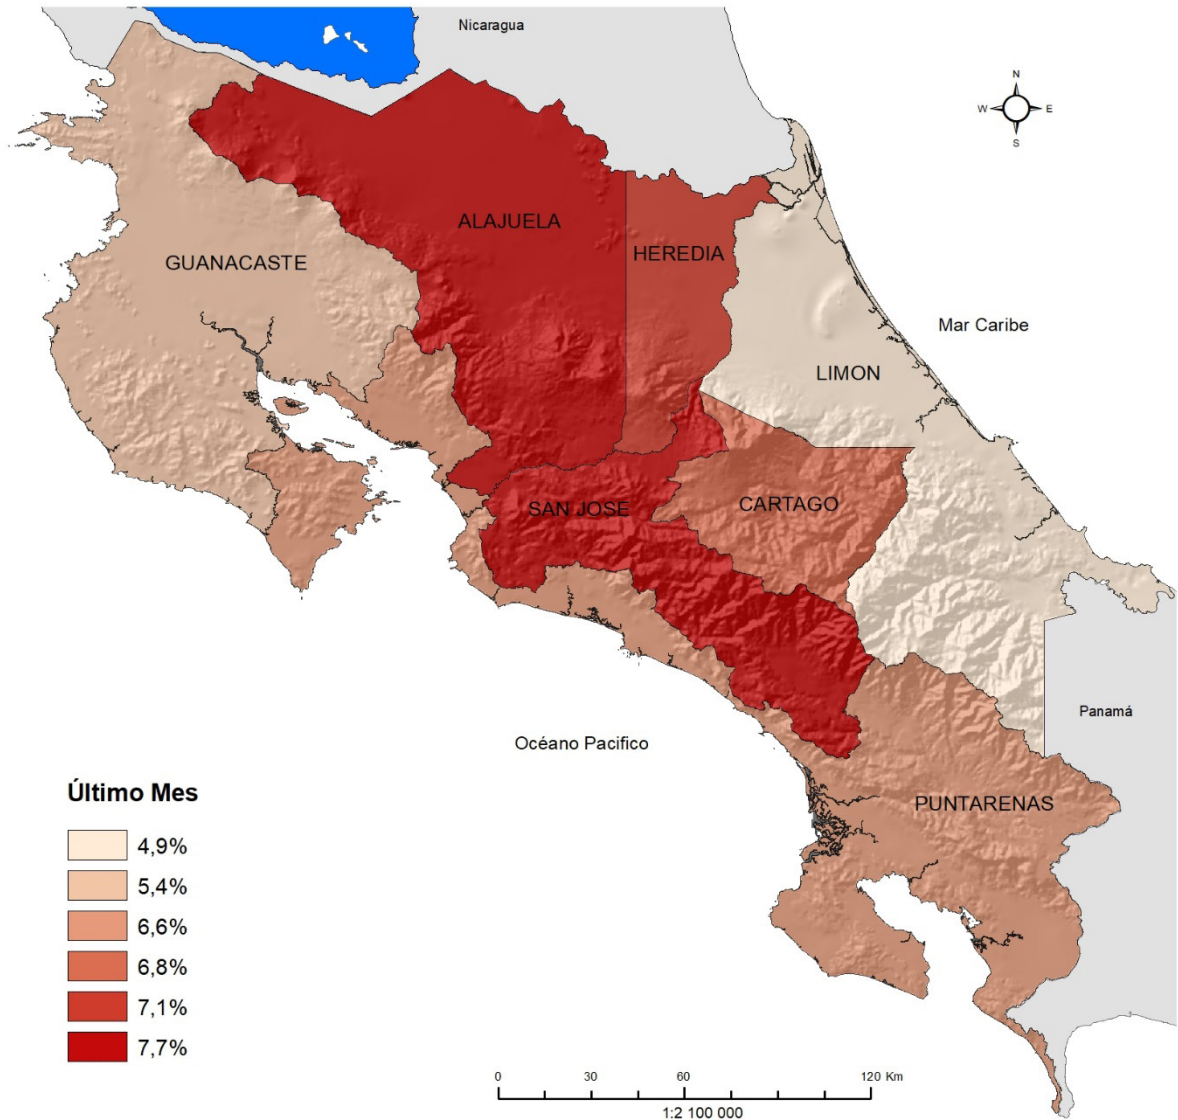 Nicaragua
N
W
E
S
ALAJUELA
HEREDIA
GUANACASTE
Mar Caribe
LIMON
SAN JOSE
CARTAGO
Panamá
Océano Pacifico
PUNTARENAS
Último Mes
4,9%
5,4%
6,6%
6,8%
7,1%
7,7%
0 30 60 120 Km
1:2 100 000